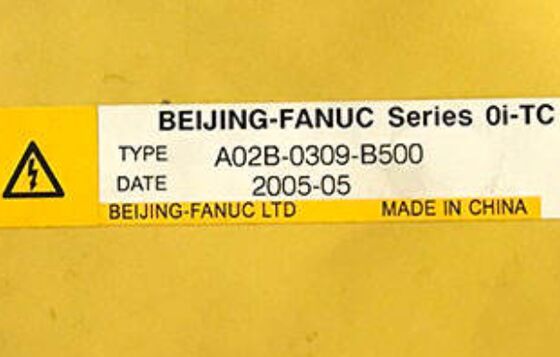 BEIJING-FANUC Series 0i-TC
TYPE A02B-0309-B500
DATE 2005-05
BEIJING-FANUC LTD MADE IN CHINA